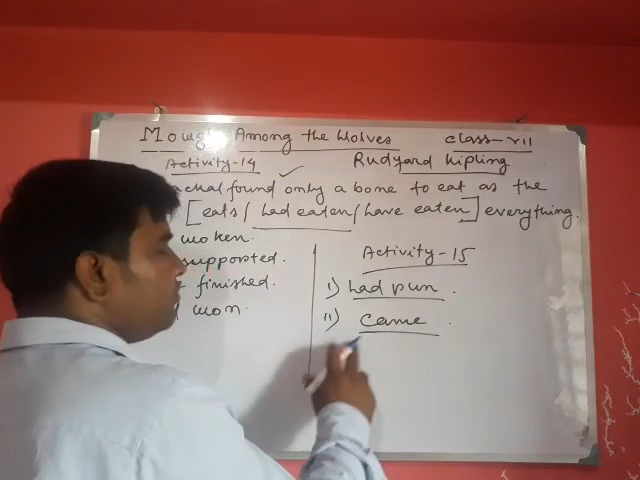 Mowgli Among the Wolves Class-VII
Activity-14 Rudyard Kipling
found only a bone to eat as the
[eats/ had eaten/ have eaten] everything.
woken.
supported.
finished.
won.
Activity-15
i) had run.
ii) came.